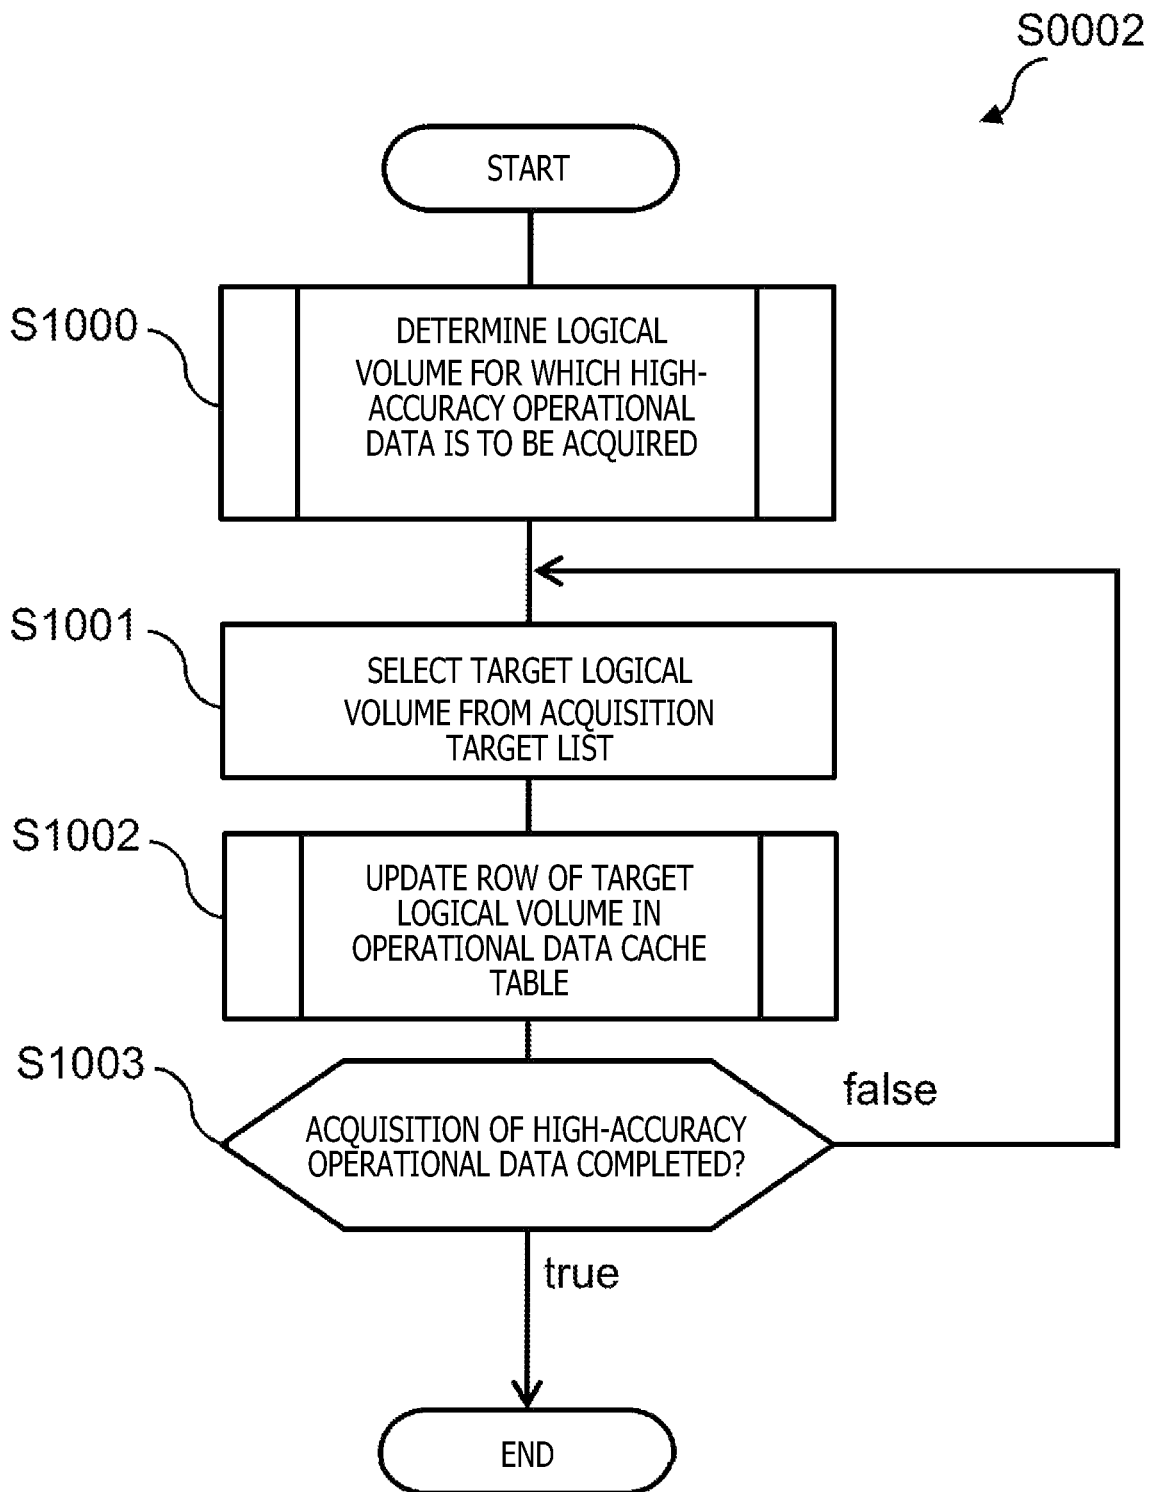 S0002
START
S1000
DETERMINE LOGICAL
VOLUME FOR WHICH HIGH-
ACCURACY OPERATIONAL
DATA IS TO BE ACQUIRED
S1001
SELECT TARGET LOGICAL
VOLUME FROM ACQUISITION
TARGET LIST
S1002
UPDATE ROW OF TARGET
LOGICAL VOLUME IN
OPERATIONAL DATA CACHE
TABLE
S1003
false
ACQUISITION OF HIGH-ACCURACY
OPERATIONAL DATA COMPLETED?
true
END